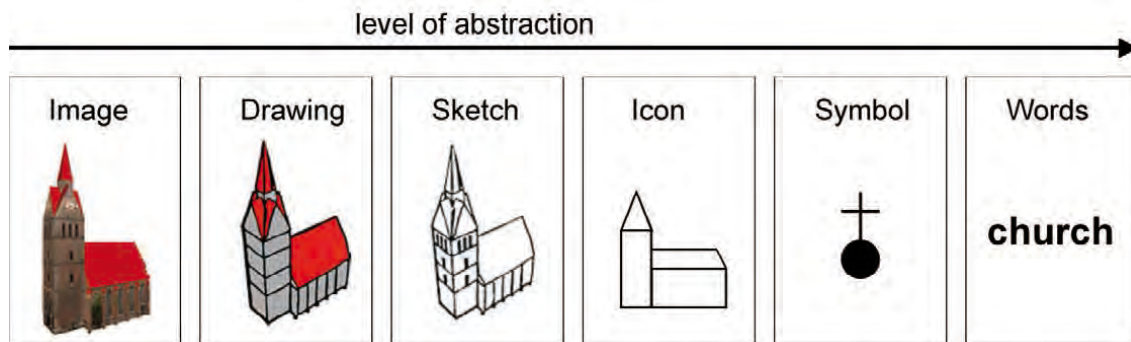 level of abstraction
Image
Drawing
Sketch
Icon
Symbol
Words
church